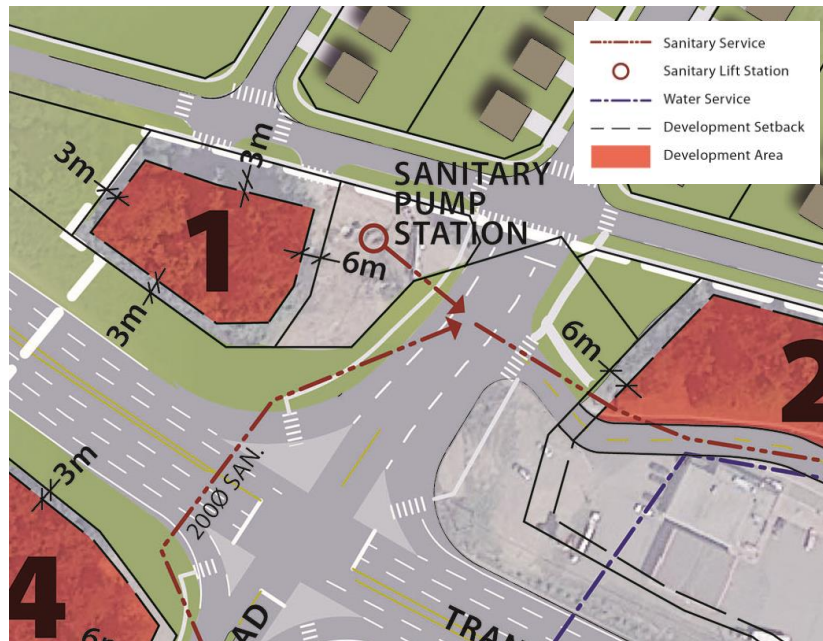 Sanitary Service
Sanitary Lift Station
Water Service
Development Setback
Development Area
3m
3m
SANITARY
PUMP
STATION
1
6m
3m
6m
2
3m
200Ø SAN.
4
6m
AD
TRAN